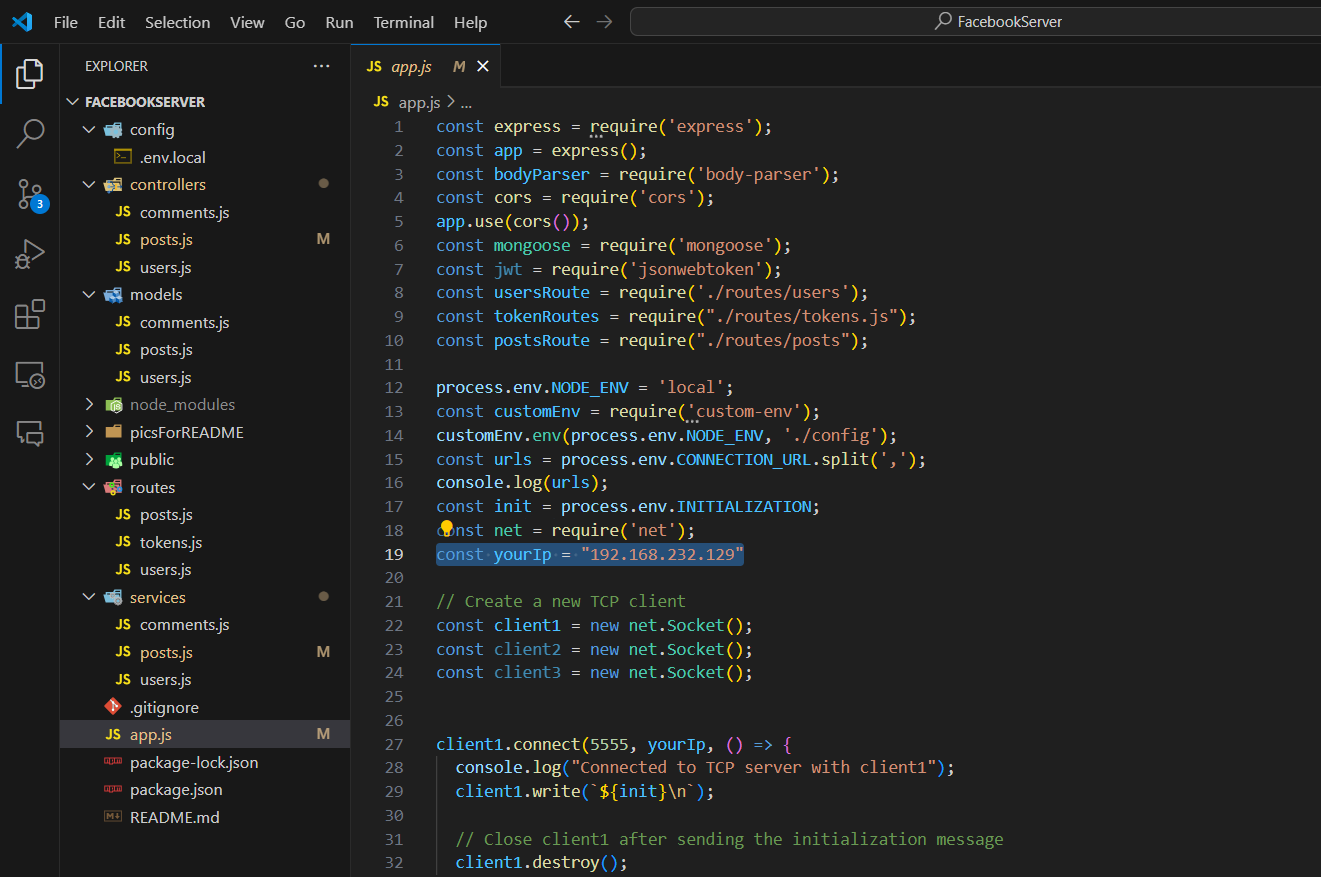 File Edit Selection View Go Run Terminal Help FacebookServer
EXPLORER
FACEBOOKSERVER
config
.env.local
controllers
comments.js
posts.js M
users.js
models
comments.js
posts.js
users.js
node_modules
picsForREADME
public
routes
posts.js
tokens.js
users.js
services
comments.js
posts.js M
users.js
.gitignore
app.js M
package-lock.json
package.json
README.md
3
JS app.js M
JS app.js > ...
1 const express = require('express');
2 const app = express();
3 const bodyParser = require('body-parser');
4 const cors = require('cors');
5 app.use(cors());
6 const mongoose = require('mongoose');
7 const jwt = require('jsonwebtoken');
8 const usersRoute = require('./routes/users');
9 const tokenRoutes = require("./routes/tokens.js");
10 const postsRoute = require("./routes/posts");
11
12 process.env.NODE_ENV = 'local';
13 const customEnv = require('custom-env');
14 customEnv.env(process.env.NODE_ENV, './config');
15 const urls = process.env.CONNECTION_URL.split(',');
16 console.log(urls);
17 const init = process.env.INITIALIZATION;
18 const net = require('net');
19 const yourIp = "192.168.232.129"
20
21 // Create a new TCP client
22 const client1 = new net.Socket();
23 const client2 = new net.Socket();
24 const client3 = new net.Socket();
25
26
27 client1.connect(5555, yourIp, () => {
28 console.log("Connected to TCP server with client1");
29 client1.write(`${init}\n`);
30
31 // Close client1 after sending the initialization message
32 client1.destroy();